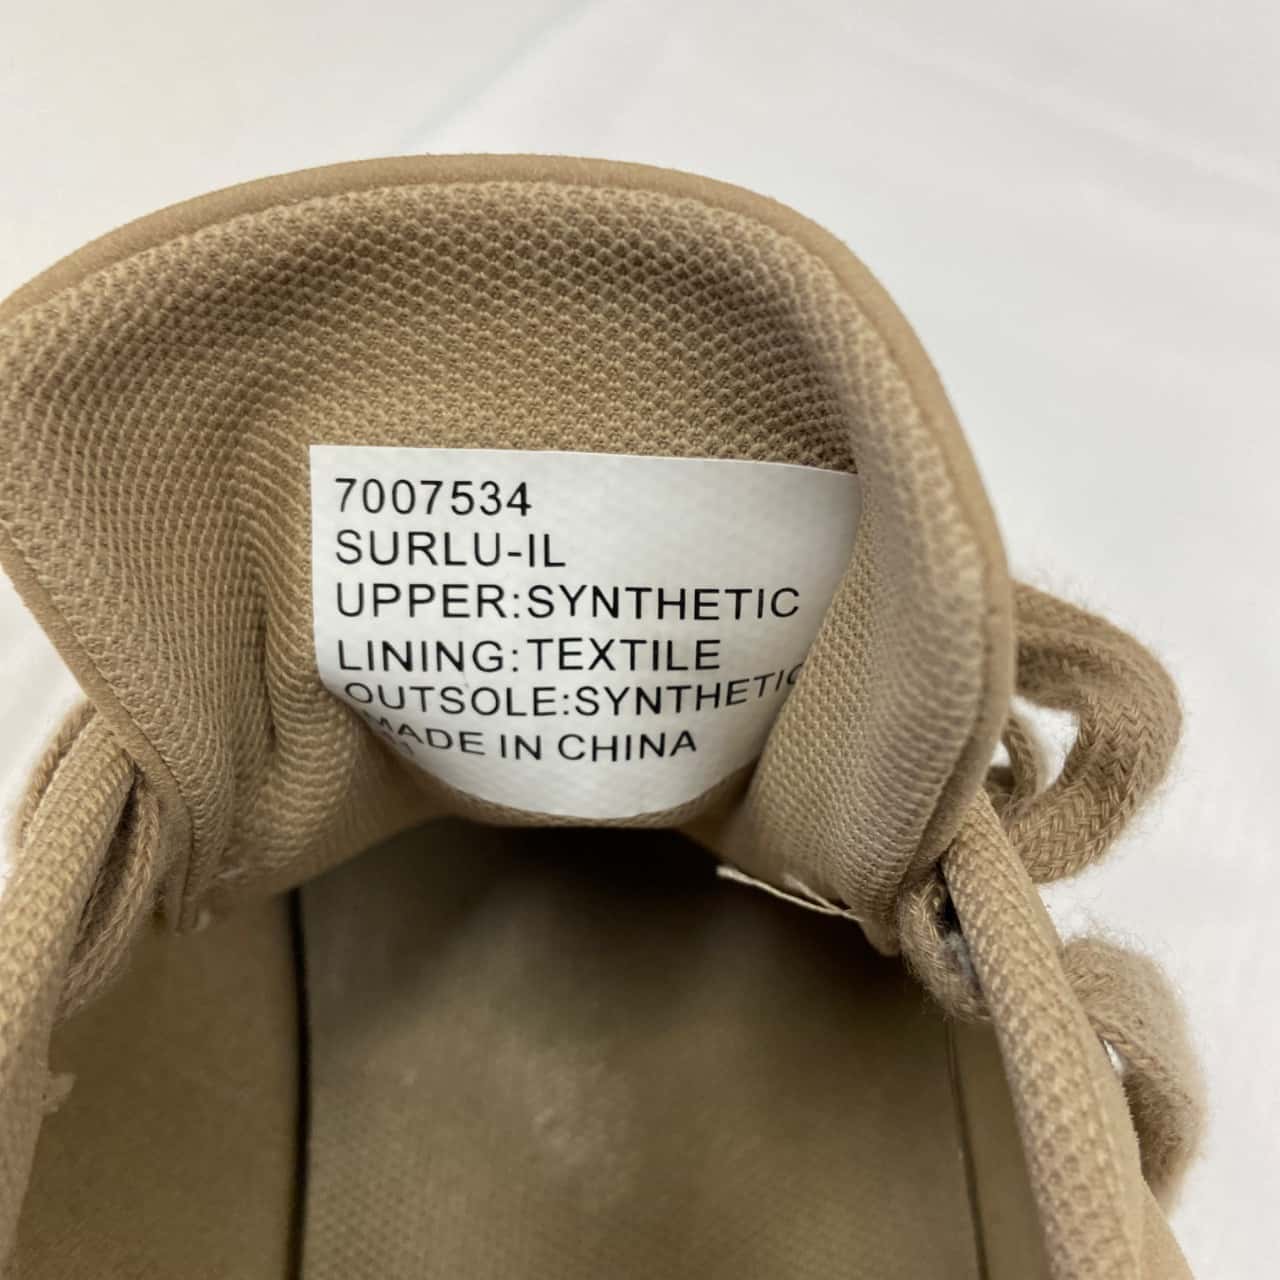 7007534
SURLU-IL
UPPER:SYNTHETIC
LINING:TEXTILE
OUTSOLE:SYNTHETIC
MADE IN CHINA